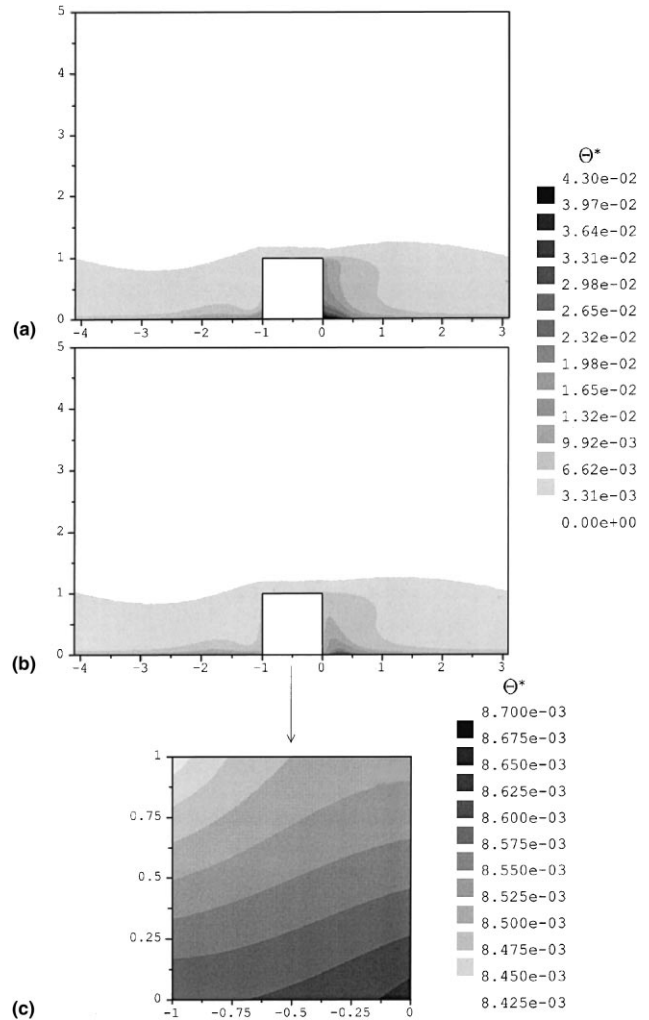 5
4
3
2
1
0
-4 -3 -2 -1 0 1 2 3
(a)
Θ*
4.30e-02
3.97e-02
3.64e-02
3.31e-02
2.98e-02
2.65e-02
2.32e-02
1.98e-02
1.65e-02
1.32e-02
9.92e-03
6.62e-03
3.31e-03
0.00e+00
5
4
3
2
1
0
-4 -3 -2 -1 0 1 2 3
(b)
Θ*
8.700e-03
8.675e-03
8.650e-03
8.625e-03
8.600e-03
8.575e-03
8.550e-03
8.525e-03
8.500e-03
8.475e-03
8.450e-03
8.425e-03
1
0.75
0.5
0.25
0
-1 -0.75 -0.5 -0.25 0
(c)